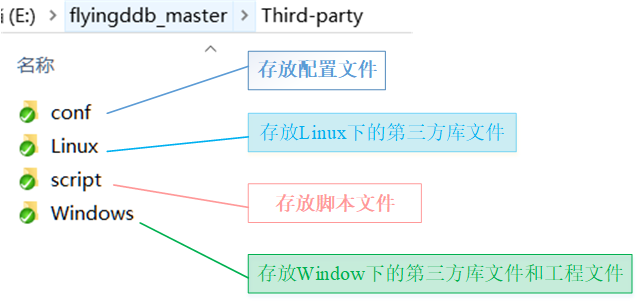 (E:) > flyingddb_master > Third-party
名称
conf
存放配置文件
Linux
存放Linux下的第三方库文件
script
存放脚本文件
Windows
存放Window下的第三方库文件和工程文件